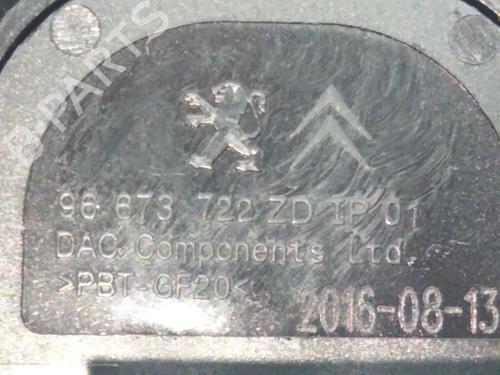 B-PARTS
96 673 722 ZD IP 01
DAC Components Ltd.
>PBT-GF20<
2016-08-13